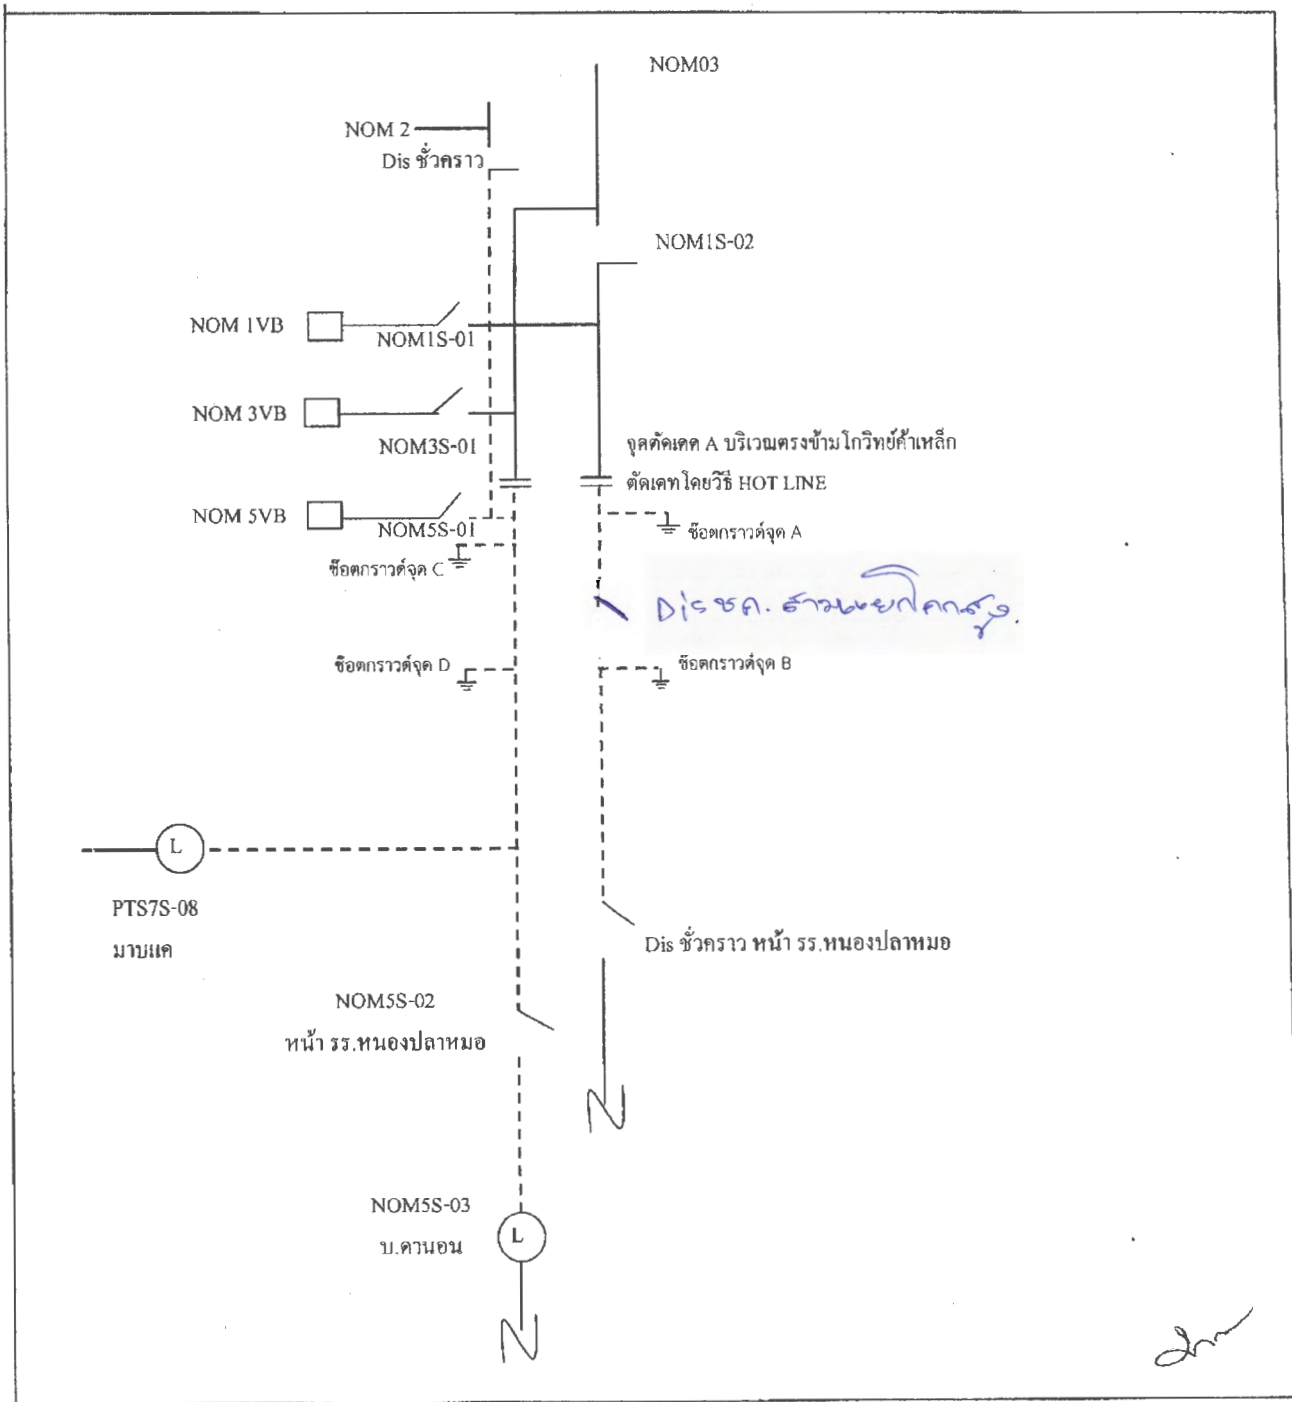 NOM03
NOM 2
Dis ชั่วคราว
NOM1S-02
NOM 1VB
NOM1S-01
NOM 3VB
NOM3S-01
จุดตัดเดด A บริเวณตรงข้ามโกวิทย์ค้าเหล็ก
ตัดเดทโดยวิธี HOT LINE
NOM 5VB
NOM5S-01
ช๊อตกราวด์จุด A
ช๊อตกราวด์จุด C
Dis ชค.
ช๊อตกราวด์จุด D
ช๊อตกราวด์จุด B
L
PTS7S-08
มาบแค
Dis ชั่วคราว หน้า รร.หนองปลาหมอ
NOM5S-02
หน้า รร.หนองปลาหมอ
N
NOM5S-03
บ.คานอน
L
N